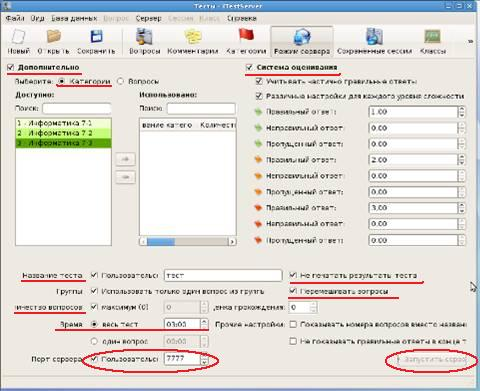 Тесты - iTestServer
Файл Вид База данных Вопрос Сервер Сессия Класс Справка
Новый Открыть Сохранить Вопросы Комментарии Категории Режим сервера Сохранённые сессии Классы »
Дополнительно
Система оценивания
Выберите: Категории Вопросы
Учитывать частично правильные ответы
Доступно: Использовано:
Различные настройки для каждого уровня сложности
Поиск: Поиск:
Правильный ответ: 1.00
1 - Информатика 7-1
вание катего Количеств
Неправильный ответ: 0.00
2 - Информатика 7-2
Пропущенный ответ: 0.00
3 - Информатика 7-3
Правильный ответ: 2.00
Неправильный ответ: 0.00
Пропущенный ответ: 0.00
Правильный ответ: 3.00
Неправильный ответ: 0.00
Пропущенный ответ: 0.00
Название теста Пользователь: тест
Не печатать результат теста
Группы Использовать только один вопрос из группы
Перемешивать вопросы
ичество вопросов максимум (0) 0 ценка прохождения: 0
Время: весь тест 03:00 Прочие настройки: Показывать номера вопросов вместо названи
один вопрос 00:00 Не показывать правильные ответы в конце т
Порт сервера: Пользователь: 7777
Запустить серве